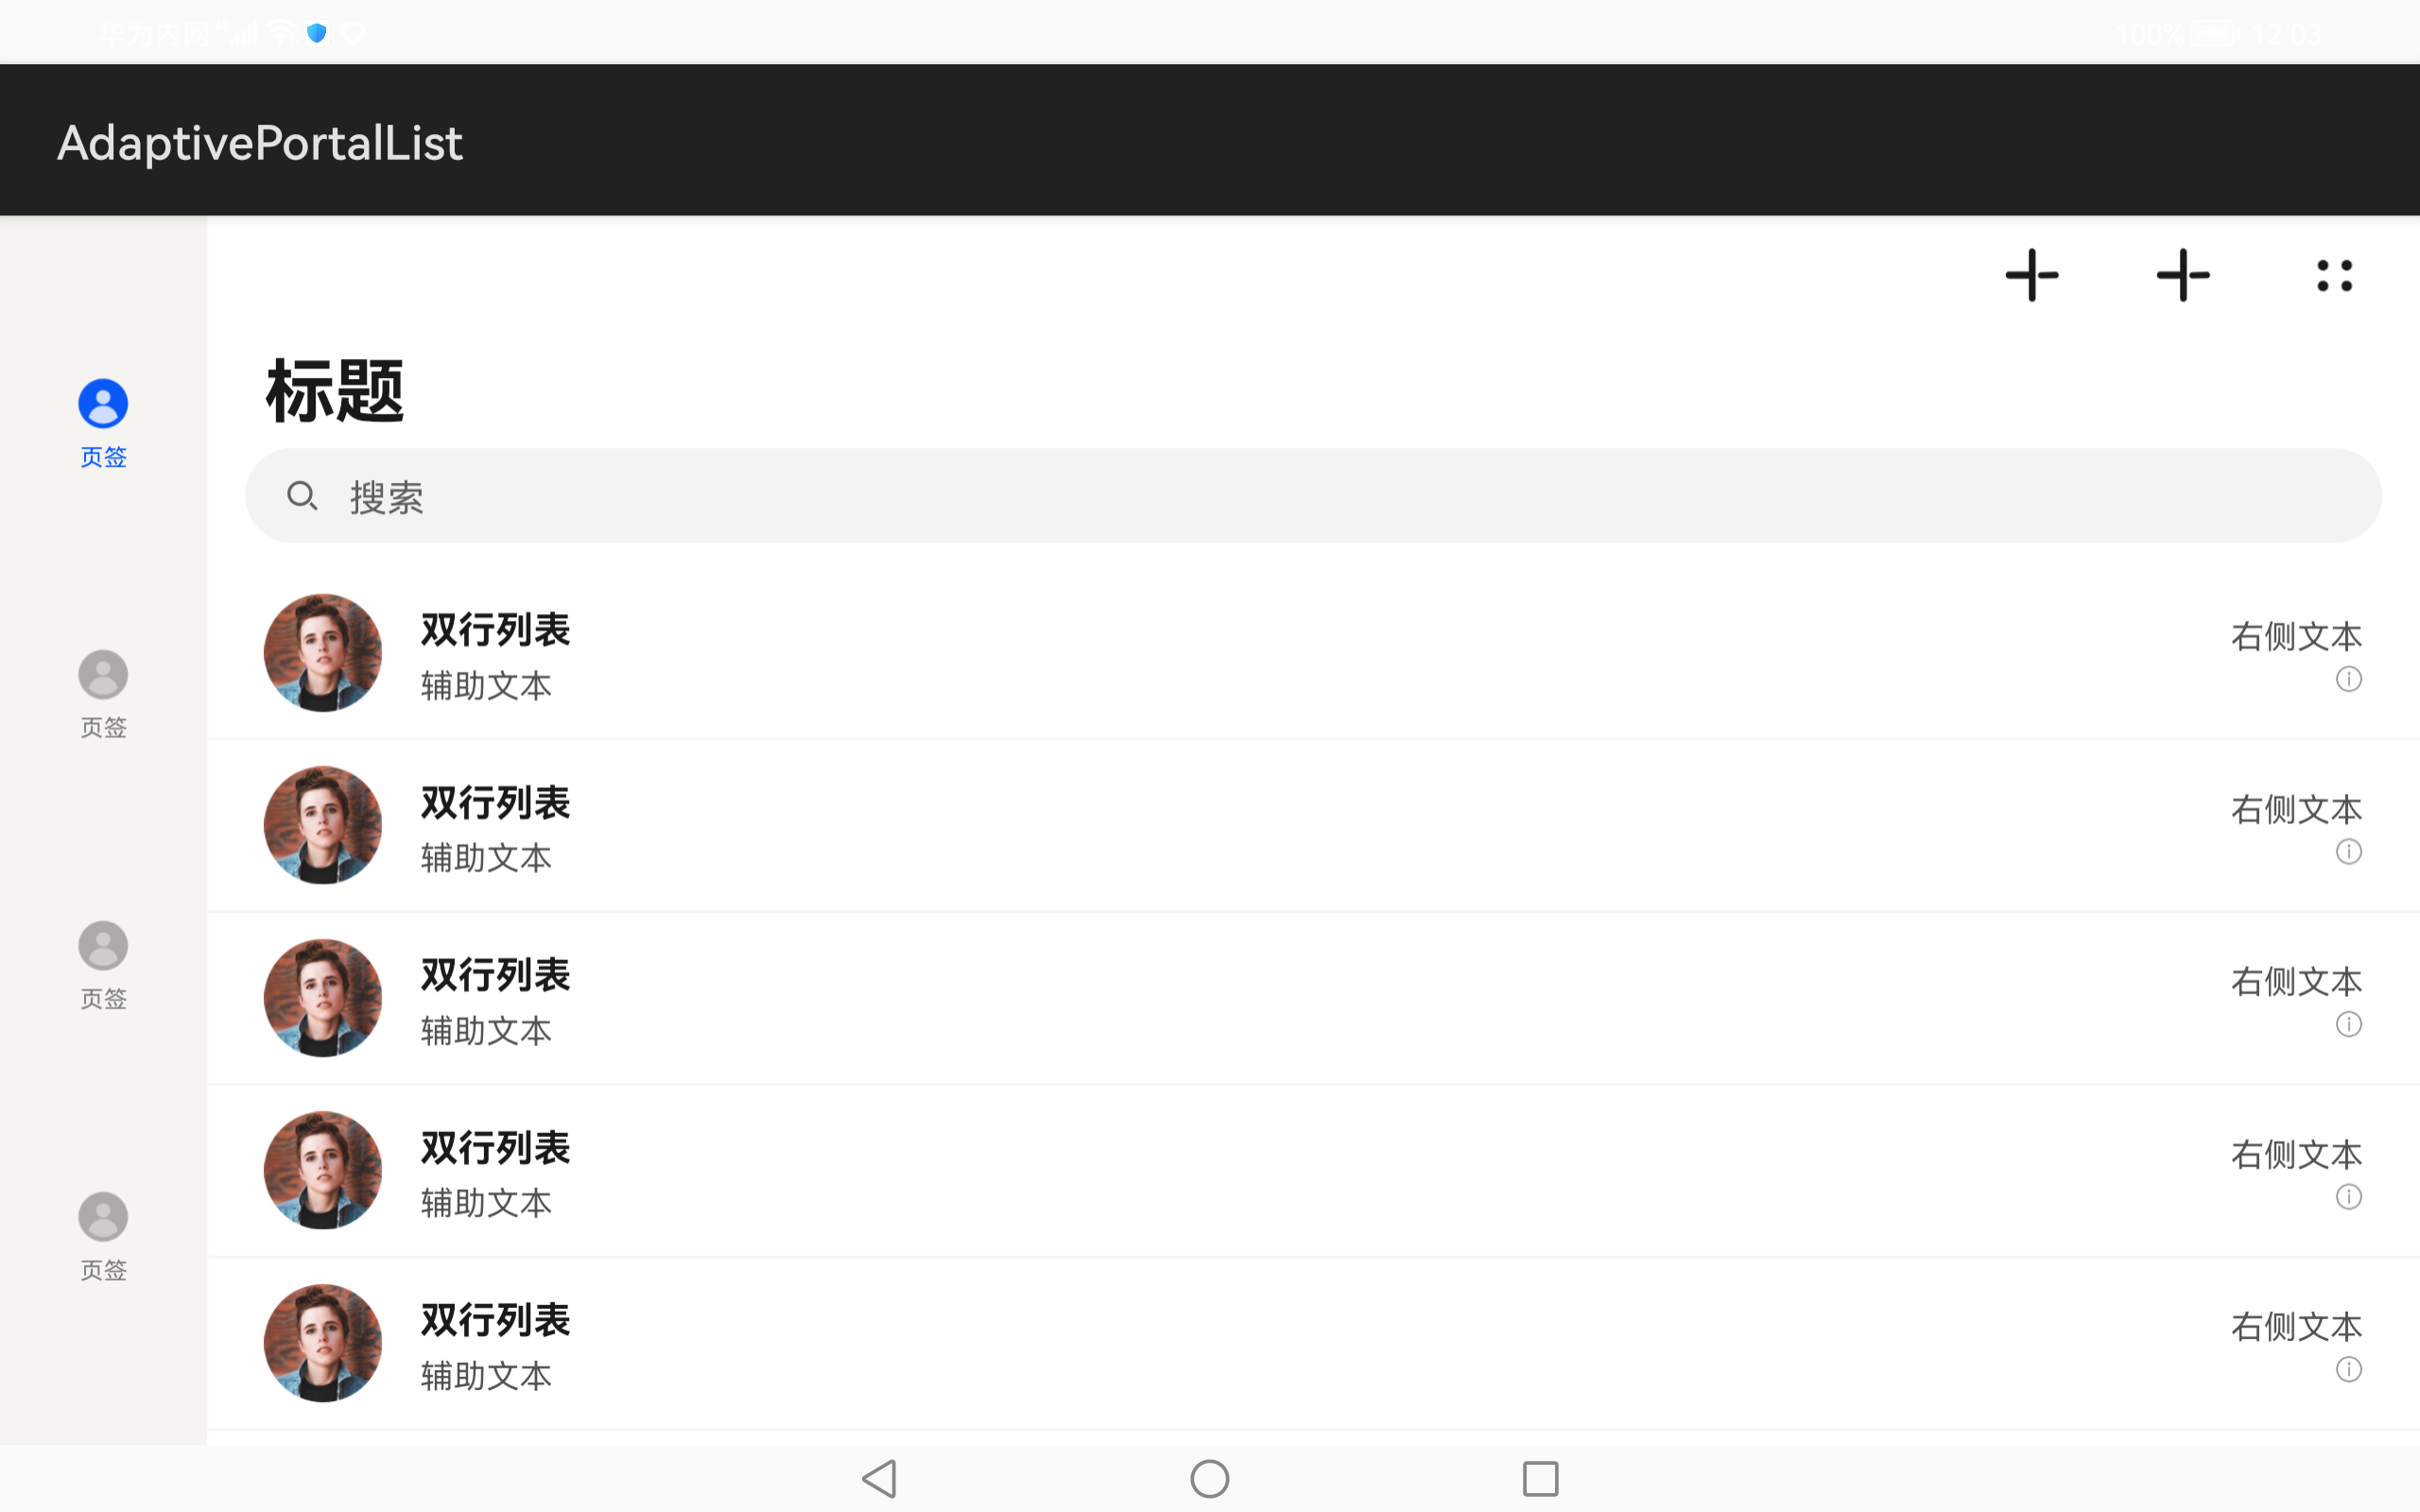 华为内网 100% 12:03
AdaptivePortalList
标题
搜索
页签
页签
页签
页签
双行列表
辅助文本
右侧文本
双行列表
辅助文本
右侧文本
双行列表
辅助文本
右侧文本
双行列表
辅助文本
右侧文本
双行列表
辅助文本
右侧文本